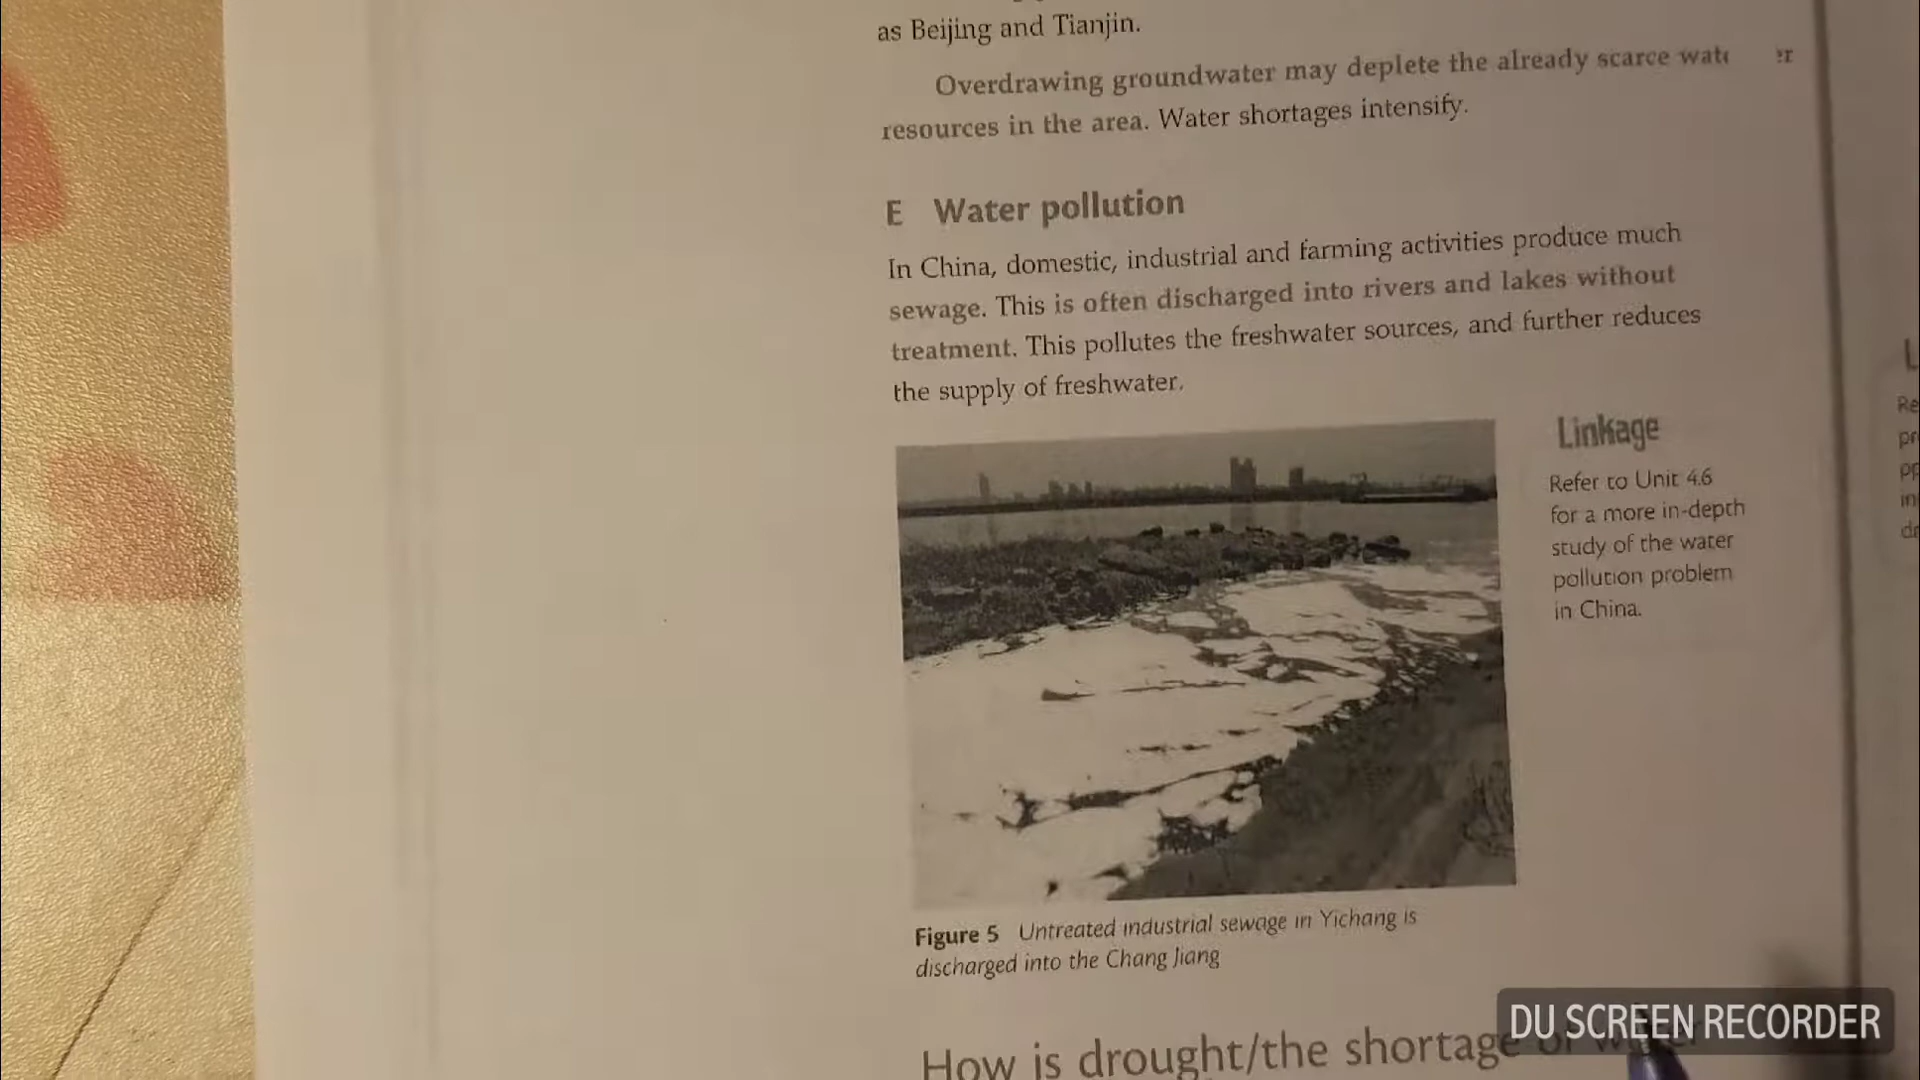 as Beijing and Tianjin.
Overdrawing groundwater may deplete the already scarce water
resources in the area. Water shortages intensify.
E Water pollution
In China, domestic, industrial and farming activities produce much
sewage. This is often discharged into rivers and lakes without
treatment. This pollutes the freshwater sources, and further reduces
the supply of freshwater.
Linkage
Refer to Unit 4.6
for a more in-depth
study of the water
pollution problem
in China.
Figure 5 Untreated industrial sewage in Yichang is
discharged into the Chang Jiang
How is drought/the shortage of
DU SCREEN RECORDER